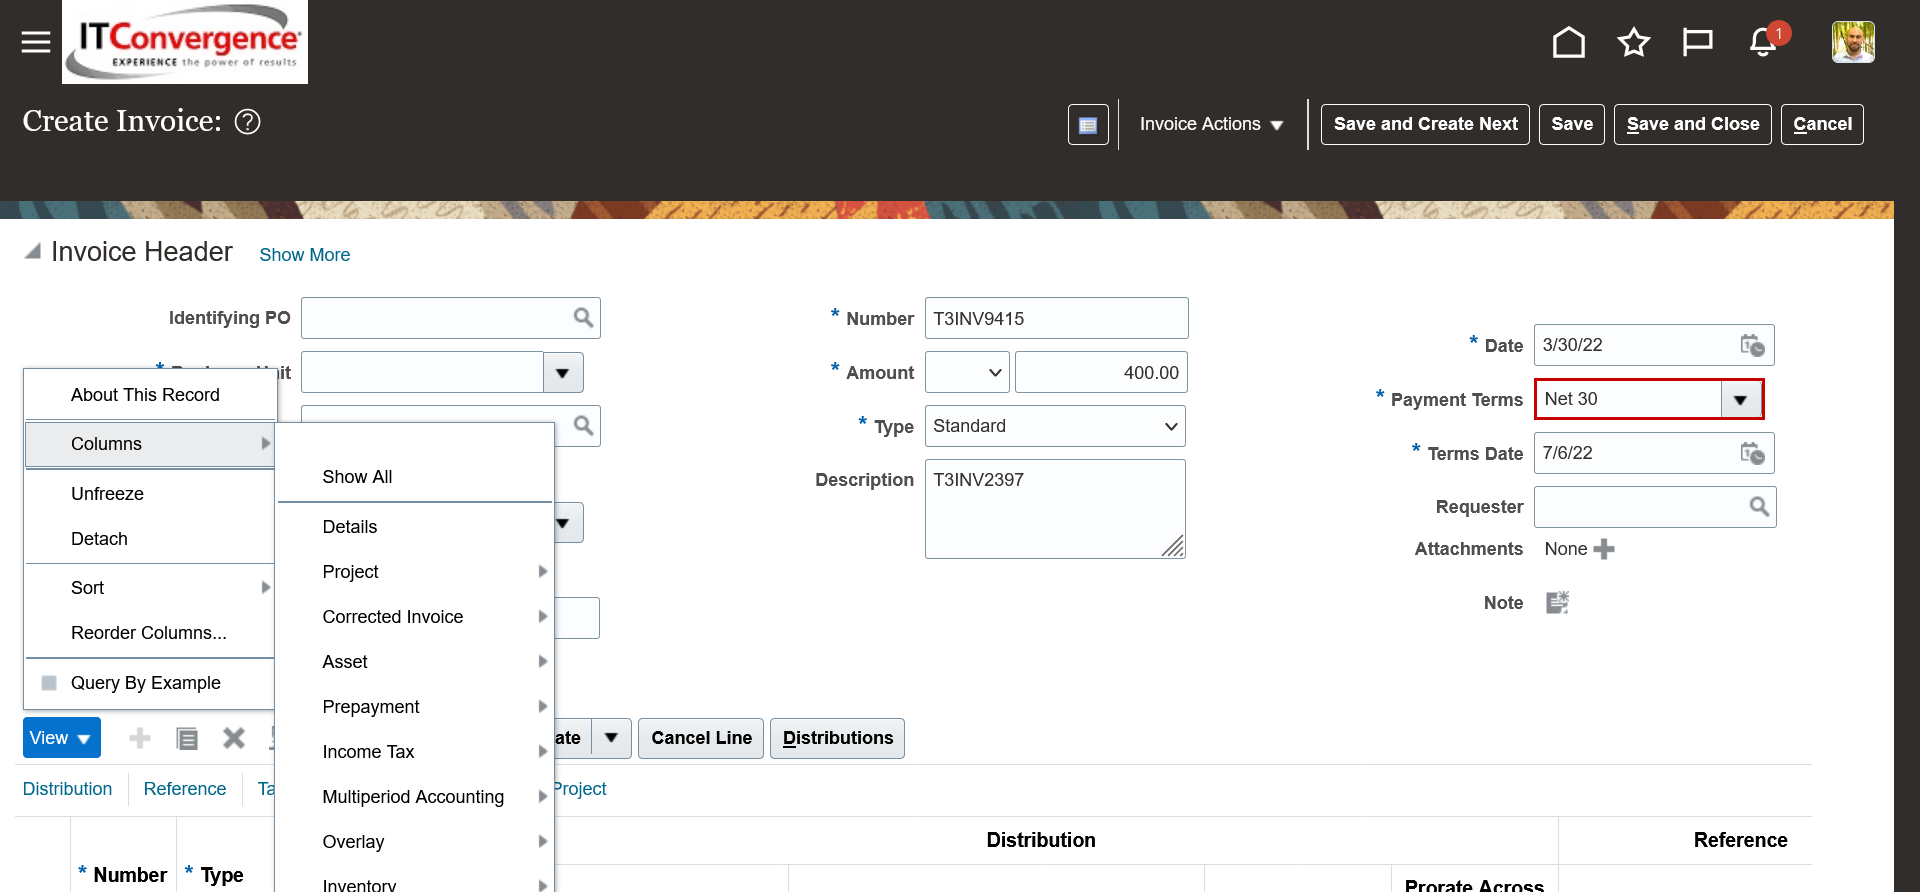 ITConvergence
EXPERIENCE the power of results
1
Create Invoice: ?
Invoice Actions
Save and Create Next
Save
Save and Close
Cancel
Invoice Header
Show More
Identifying PO
* Number T3INV9415
* Date 3/30/22
* Amount 400.00
* Payment Terms Net 30
* Type Standard
* Terms Date 7/6/22
Description T3INV2397
Requester
Attachments None
Note
About This Record
Columns
Unfreeze
Detach
Sort
Reorder Columns...
Query By Example
Show All
Details
Project
Corrected Invoice
Asset
Prepayment
Income Tax
Multiperiod Accounting
Overlay
Inventory
View
ate
Cancel Line
Distributions
Distribution
Reference
Ta
Project
Distribution
Reference
* Number
* Type
Prorate Across